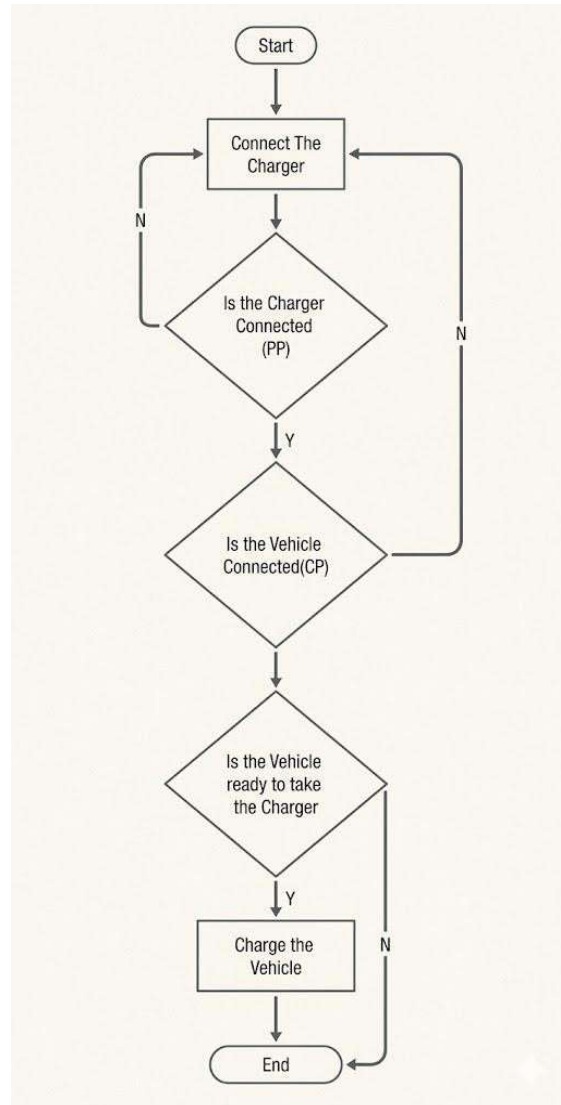 Start
Connect The
Charger
N
Is the Charger
Connected
(PP)
N
Y
Is the Vehicle
Connected(CP)
Is the Vehicle
ready to take
the Charger
Y
N
Charge the
Vehicle
End